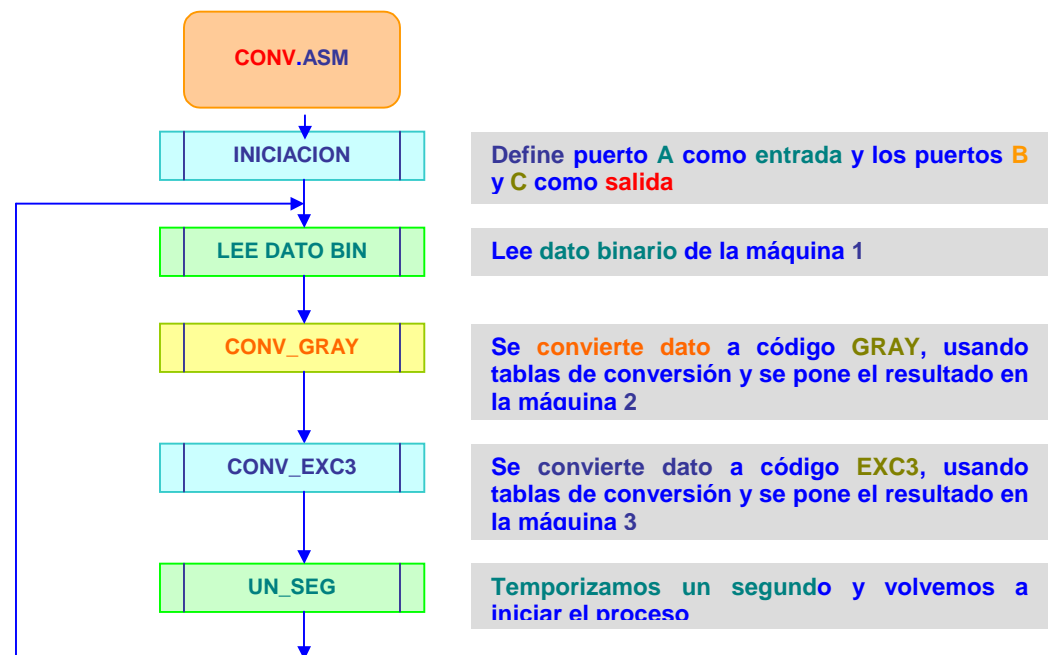 CONV.ASM
INICIACION
Define puerto A como entrada y los puertos B
y C como salida
LEE DATO BIN
Lee dato binario de la máquina 1
CONV_GRAY
Se convierte dato a código GRAY, usando
tablas de conversión y se pone el resultado en
la máquina 2
CONV_EXC3
Se convierte dato a código EXC3, usando
tablas de conversión y se pone el resultado en
la máquina 3
UN_SEG
Temporizamos un segundo y volvemos a
iniciar el proceso